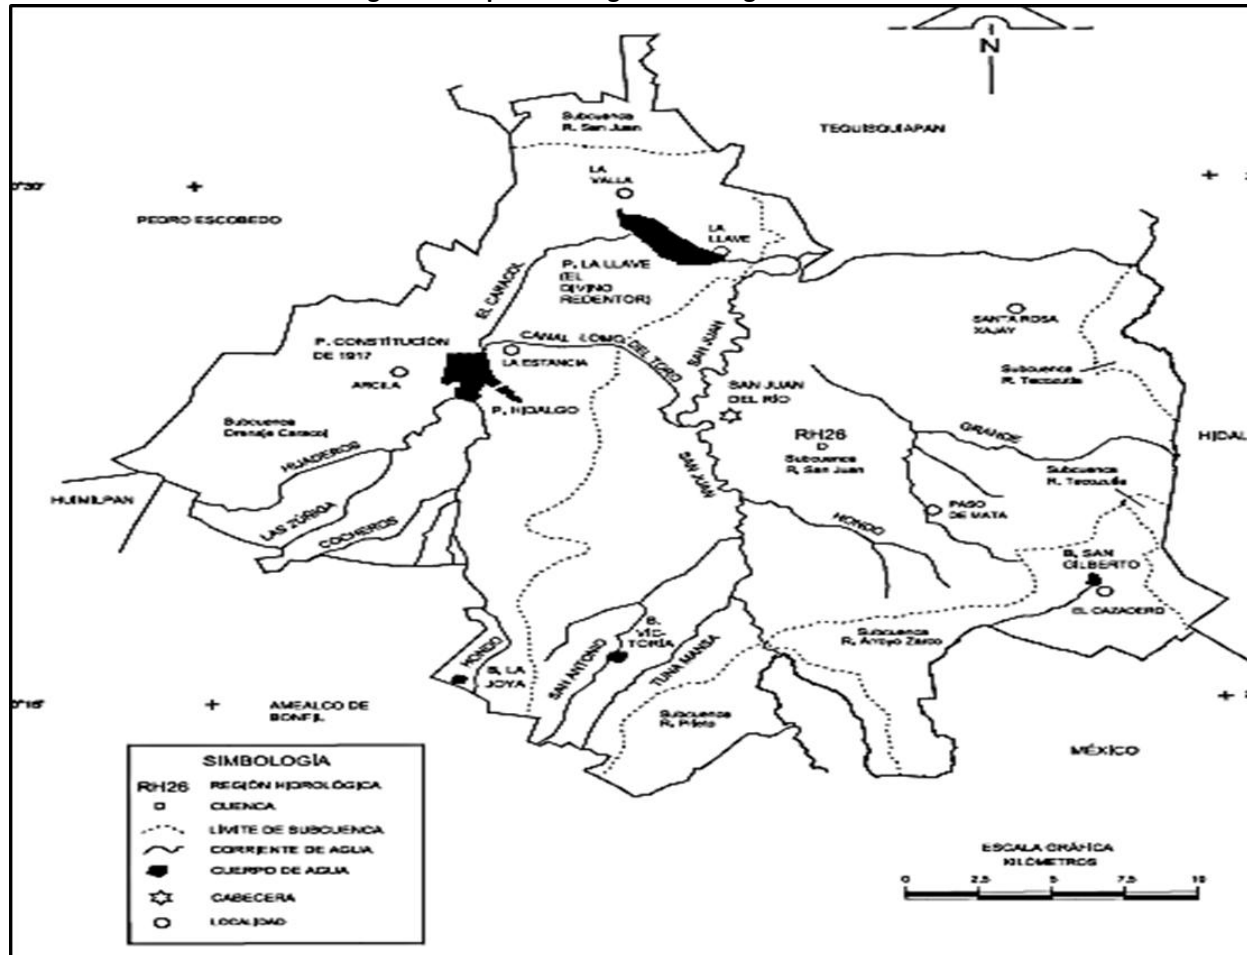 N
Subcuenca
R. San Juan
TEQUISQUIAPAN
LA
VALLA
PEDRO ESCOBEDO
LA
LLAVE
P. LA LLAVE
(EL
DIVINO
REDENTOR)
EL CARACOL
SANTA ROSA
XAJAY
P. CONSTITUCIÓN
DE 1917
CANAL LOMO DEL TORO
SAN JUAN
LA ESTANCIA
ARCILA
Subcuenca
R. Tecozutla
SAN JUAN
DEL RÍO
P. HIDALGO
Subcuenca
Drenaje Caracol
RH26
D
Subcuenca
R. San Juan
GRANDE
HIDAL
HUADEROS
SAN JUAN
Subcuenca
R. Tecozutla
HUIMILPAN
LAS ZÚÑIGA
COCHEROS
PASO
DE MATA
HONDO
B. SAN
GILBERTO
EL CAZADERO
B. VIC-
TORIA
Subcuenca
R. Arroyo Zarco
HONDO
B. LA
JOYA
SAN ANTONIO
TUNA MANSA
Subcuenca
AMEALCO DE
BONFIL
MÉXICO
SIMBOLOGÍA
RH26 REGIÓN HIDROLÓGICA
D CUENCA
LÍMITE DE SUBCUENCA
CORRIENTE DE AGUA
CUERPO DE AGUA
CABECERA
LOCALIDAD
ESCALA GRÁFICA
KILÓMETROS
0 2.5 5 7.5 10